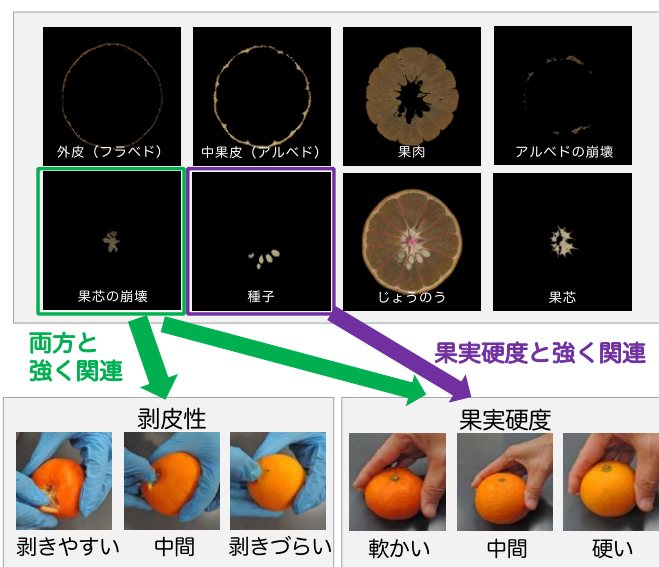 外皮（フラベド）
中果皮（アルベド）
果肉
アルベドの崩壊
果芯の崩壊
種子
じょうのう
果芯
両方と
強く関連
果実硬度と強く関連
剥皮性
果実硬度
剥きやすい
中間
剥きづらい
軟かい
中間
硬い